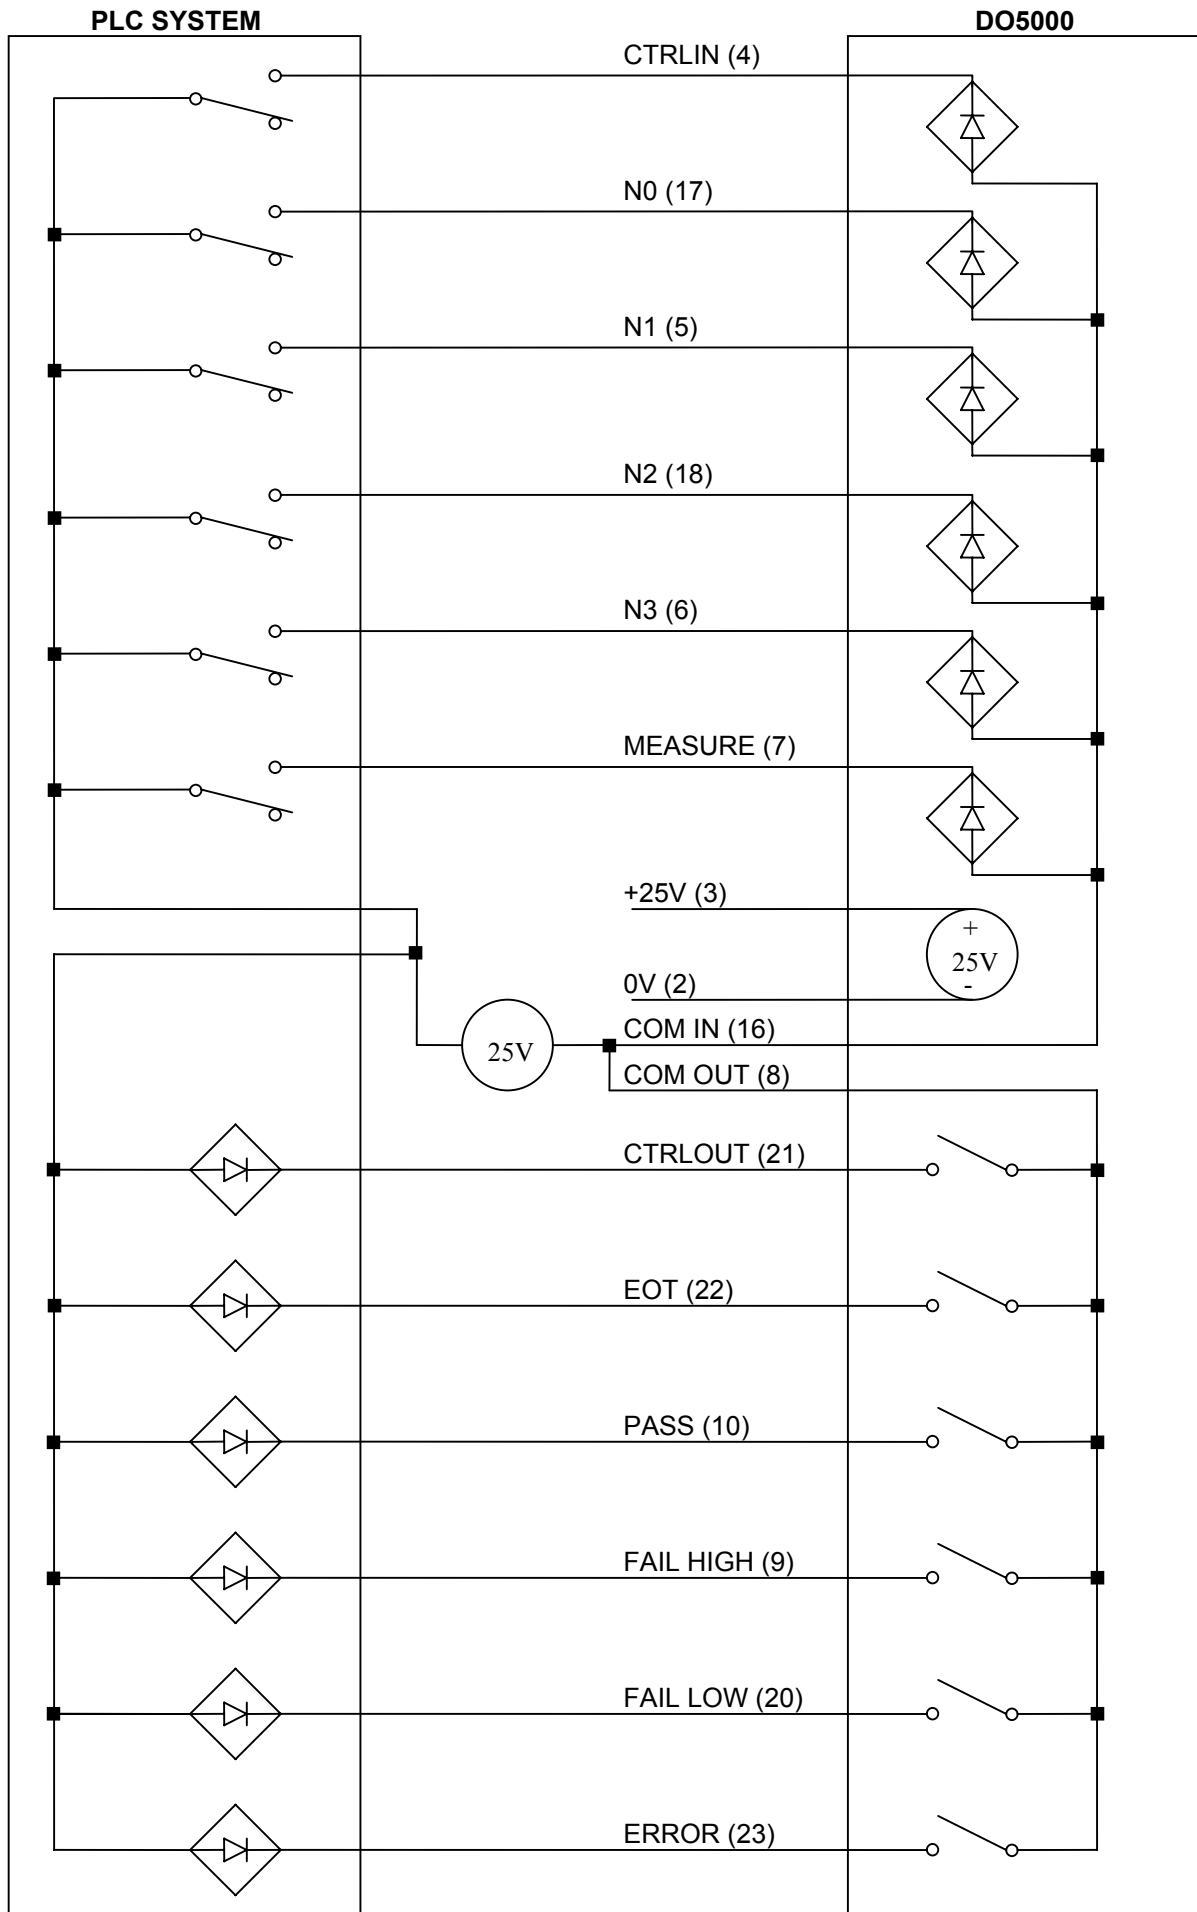 PLC SYSTEM
DO5000
CTRLIN (4)
N0 (17)
N1 (5)
N2 (18)
N3 (6)
MEASURE (7)
+25V (3)
+
25V
-
0V (2)
COM IN (16)
25V
COM OUT (8)
CTRLOUT (21)
EOT (22)
PASS (10)
FAIL HIGH (9)
FAIL LOW (20)
ERROR (23)